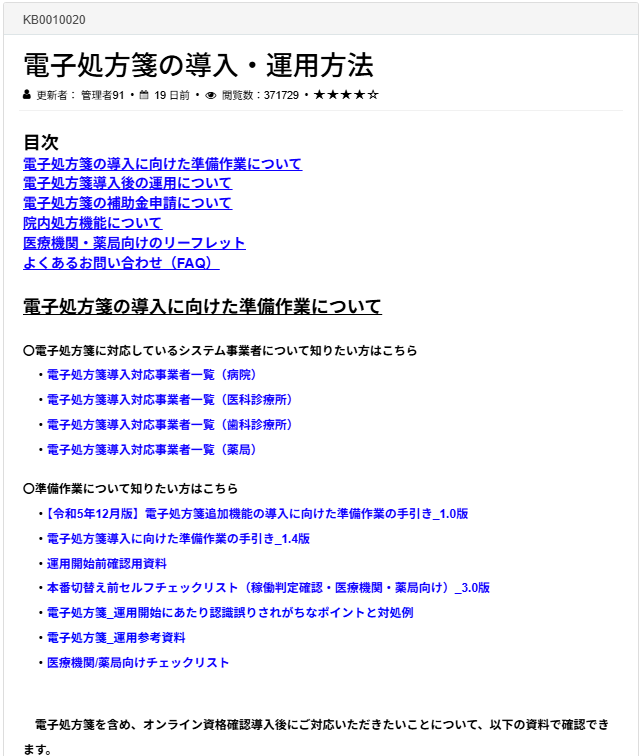 KB0010020
電子処方箋の導入・運用方法
更新者： 管理者91 • 19 日前 • 閲覧数：371729 • ★★★★☆
目次
電子処方箋の導入に向けた準備作業について
電子処方箋導入後の運用について
電子処方箋の補助金申請について
院内処方機能について
医療機関・薬局向けのリーフレット
よくあるお問い合わせ（FAQ）
電子処方箋の導入に向けた準備作業について
〇電子処方箋に対応しているシステム事業者について知りたい方はこちら
・電子処方箋導入対応事業者一覧（病院）
・電子処方箋導入対応事業者一覧（医科診療所）
・電子処方箋導入対応事業者一覧（歯科診療所）
・電子処方箋導入対応事業者一覧（薬局）
〇準備作業について知りたい方はこちら
・【令和5年12月版】電子処方箋追加機能の導入に向けた準備作業の手引き_1.0版
・電子処方箋導入に向けた準備作業の手引き_1.4版
・運用開始前確認用資料
・本番切替え前セルフチェックリスト（稼働判定確認・医療機関・薬局向け）_3.0版
・電子処方箋_運用開始にあたり認識誤りされがちなポイントと対処例
・電子処方箋_運用参考資料
・医療機関/薬局向けチェックリスト
電子処方箋を含め、オンライン資格確認導入後にご対応いただきたいことについて、以下の資料で確認でき
ます。